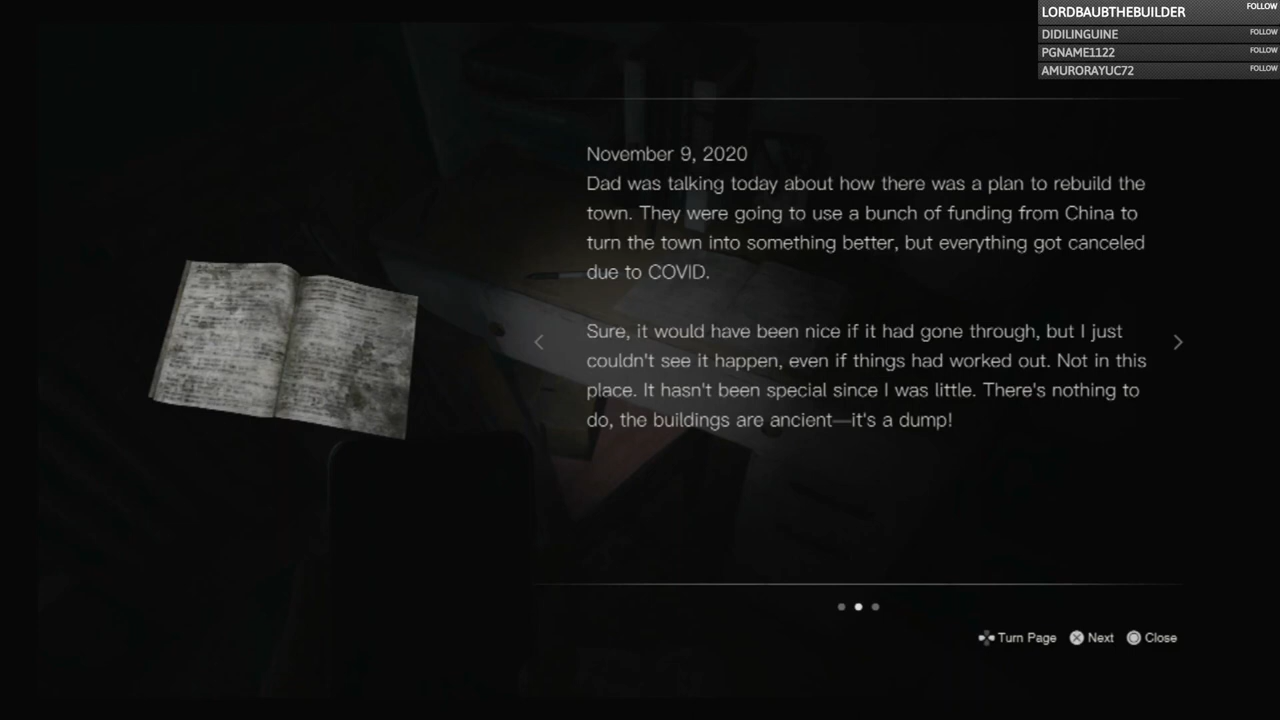 LORDBAUBTHEBUILDER FOLLOW
DIDILINGUINE FOLLOW
PGNAME1122 FOLLOW
AMURORAYUC72 FOLLOW
November 9, 2020
Dad was talking today about how there was a plan to rebuild the
town. They were going to use a bunch of funding from China to
turn the town into something better, but everything got canceled
due to COVID.
Sure, it would have been nice if it had gone through, but I just
couldn't see it happen, even if things had worked out. Not in this
place. It hasn't been special since I was little. There's nothing to
do, the buildings are ancient—it's a dump!
Turn Page Next Close